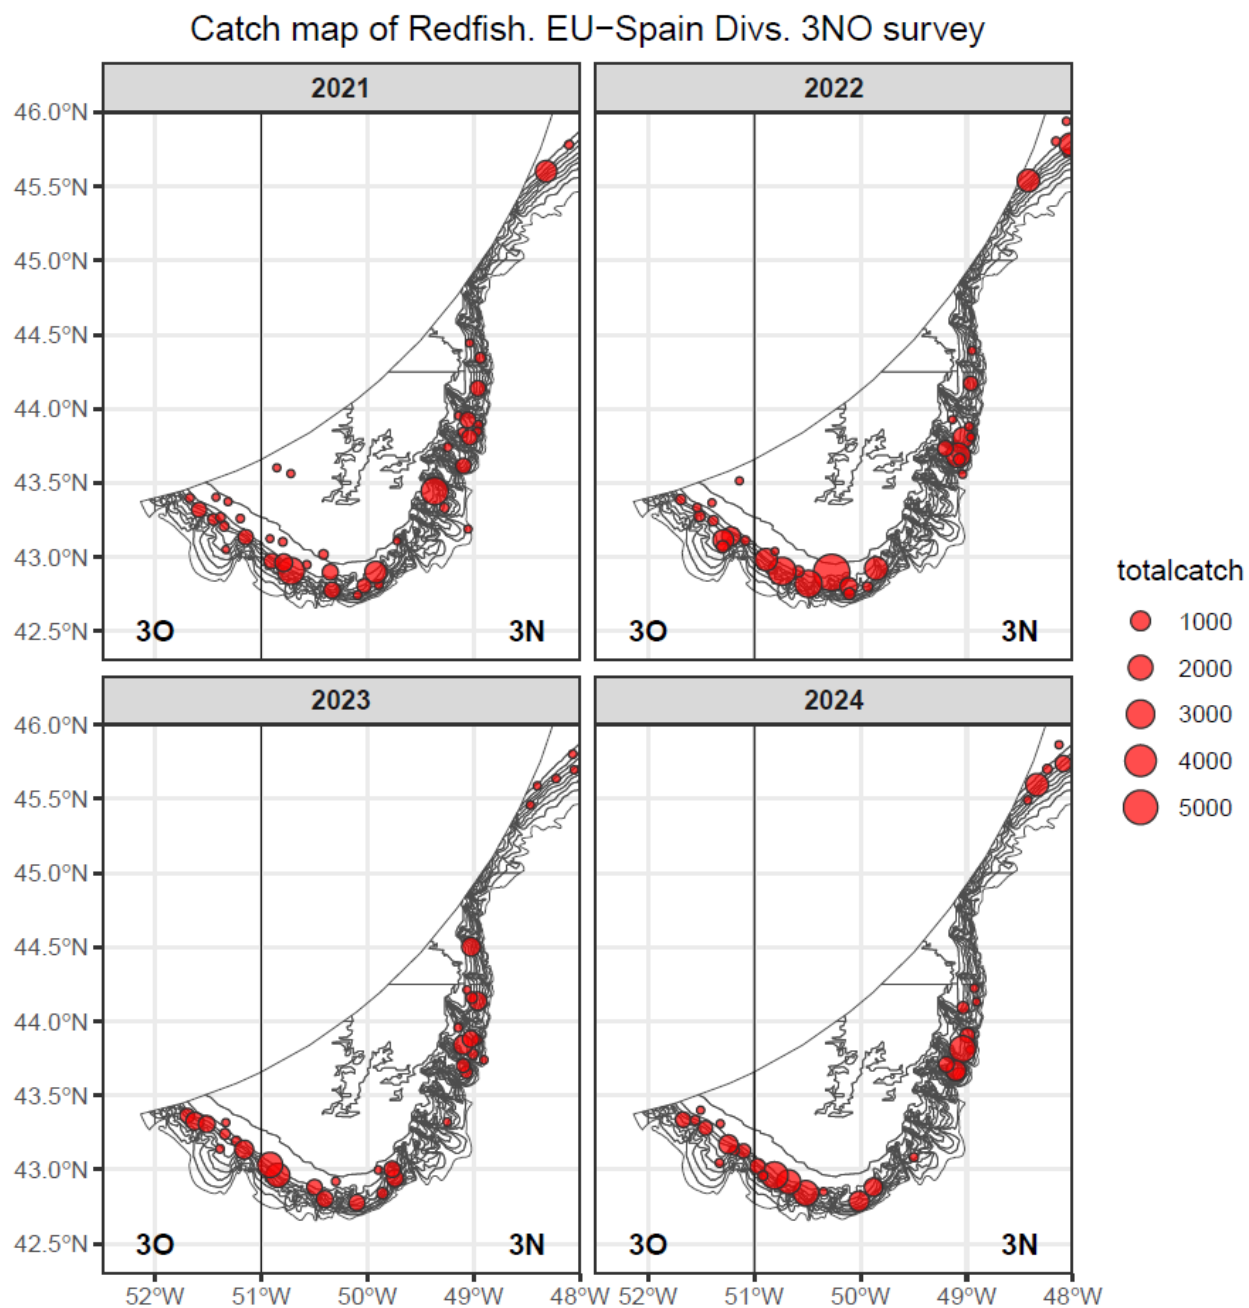 Catch map of Redfish. EU−Spain Divs. 3NO survey
2021
2022
46.0°N
45.5°N
45.0°N
44.5°N
44.0°N
43.5°N
43.0°N
42.5°N
3O
3N
3O
3N
totalcatch
1000
2000
3000
4000
5000
2023
2024
46.0°N
45.5°N
45.0°N
44.5°N
44.0°N
43.5°N
43.0°N
42.5°N
3O
3N
3O
3N
52°W 51°W 50°W 49°W 48°W 52°W 51°W 50°W 49°W 48°W